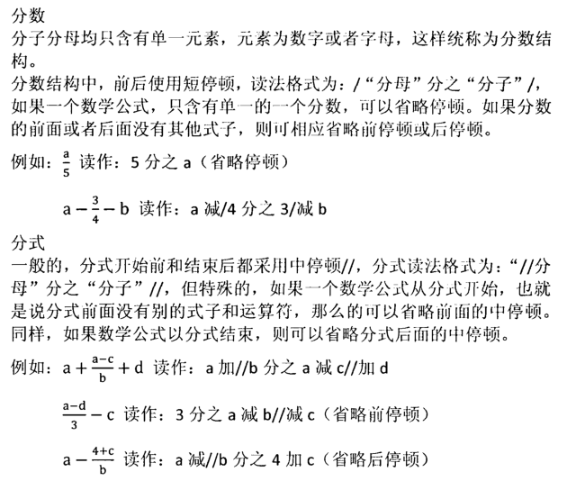 分数
分子分母均只含有单一元素，元素为数字或者字母，这样统称为分数结
构。
分数结构中，前后使用短停顿，读法格式为：/“分母”分之“分子”/，
如果一个数学公式，只含有单一的一个分数，可以省略停顿。如果分数
的前面或者后面没有其他式子，则可相应省略前停顿或后停顿。
例如：a/5 读作：5 分之 a（省略停顿）
a－3/4－b 读作：a 减/4 分之 3/减 b
分式
一般的，分式开始前和结束后都采用中停顿//，分式读法格式为：“//分
母”分之“分子”//，但特殊的，如果一个数学公式从分式开始，也就
是说分式前面没有别的式子和运算符，那么的可以省略前面的中停顿。
同样，如果数学公式以分式结束，则可以省略分式后面的中停顿。
例如：a＋(a−c)/b＋d 读作：a 加//b 分之 a 减 c//加 d
(a−d)/3－c 读作：3 分之 a 减 b//减 c（省略前停顿）
a－(4+c)/b 读作：a 减//b 分之 4 加 c（省略后停顿）